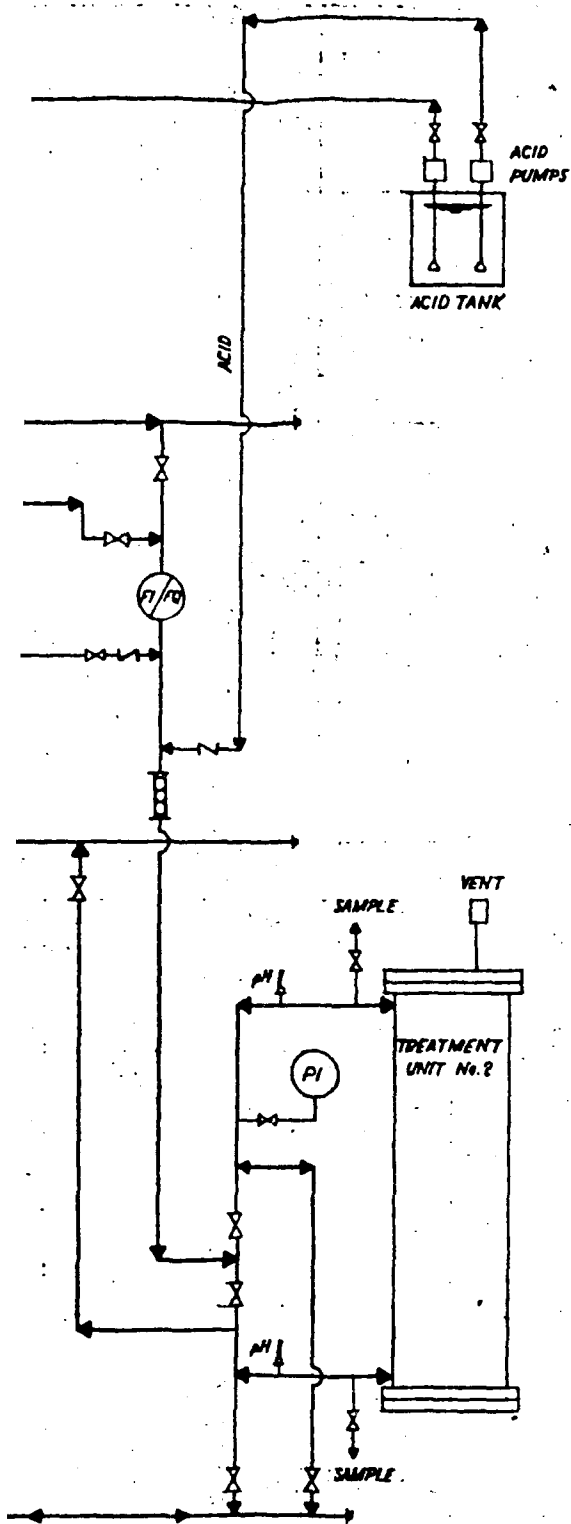 ACID
PUMPS
ACID TANK
ACID
FI/FQ
VENT
SAMPLE
pH
TREATMENT
UNIT No. 2
PI
pH
SAMPLE